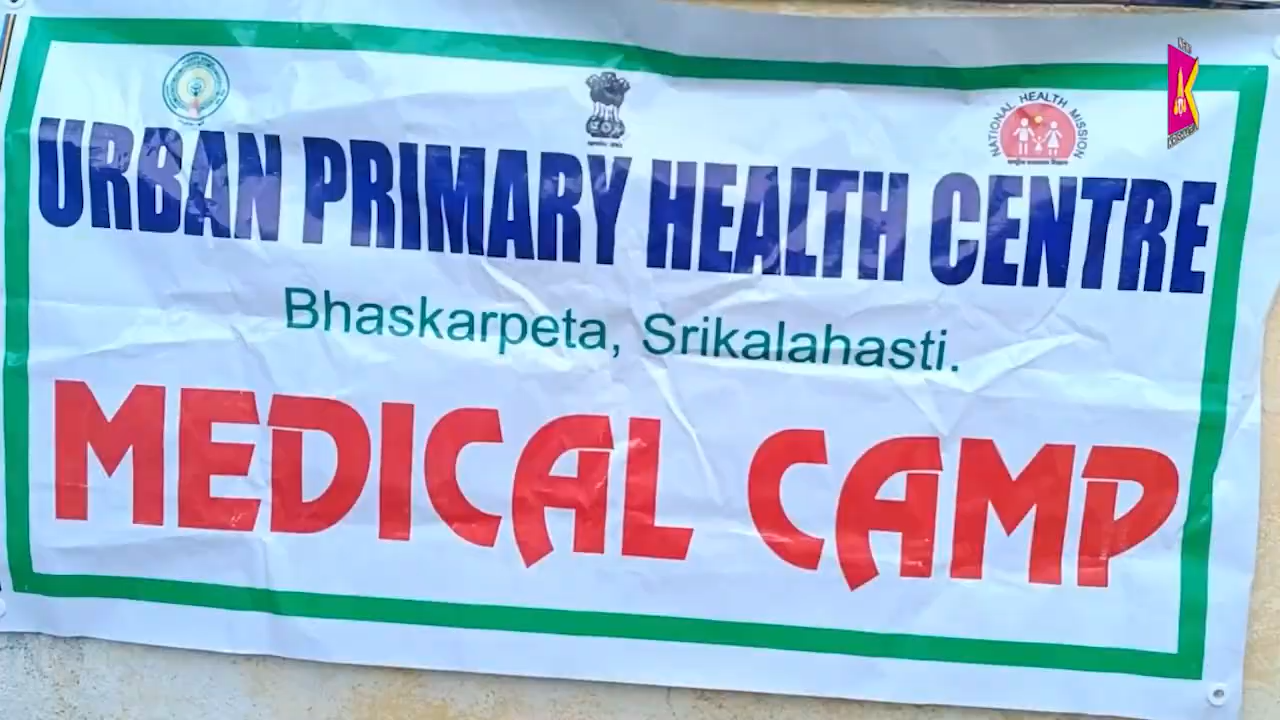 NATIONAL HEALTH MISSION
URBAN PRIMARY HEALTH CENTRE
Bhaskarpeta, Srikalahasti.
MEDICAL CAMP